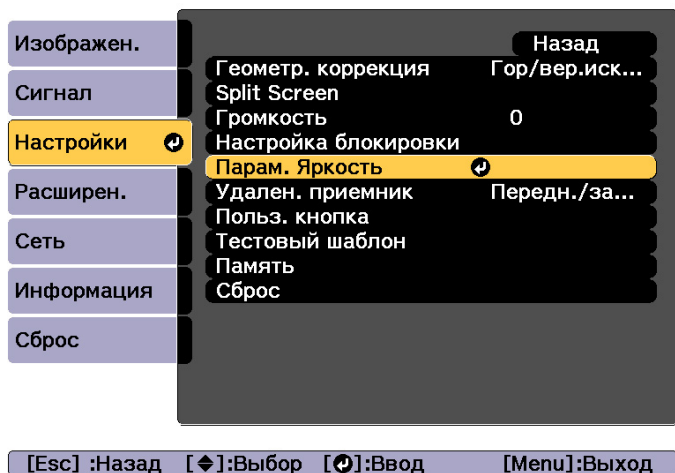 Изображен.
Сигнал
Настройки
Расширен.
Сеть
Информация
Сброс
Назад
Геометр. коррекция Гор/вер.иск...
Split Screen
Громкость 0
Настройка блокировки
Парам. Яркость
Удален. приемник Передн./за...
Польз. кнопка
Тестовый шаблон
Память
Сброс
[Esc] :Назад [◆]:Выбор [↵]:Ввод [Menu]:Выход